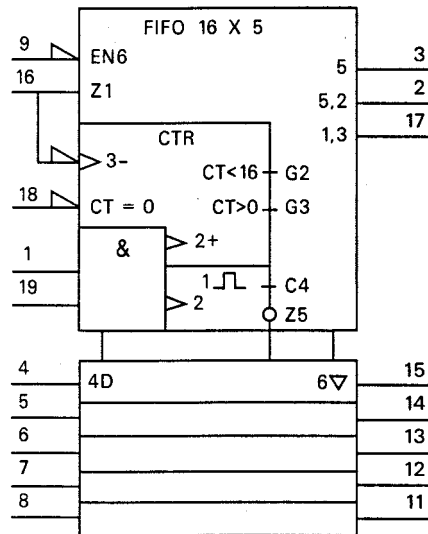 FIFO 16 X 5
9 EN6
16 Z1
5 3
5,2 2
1,3 17
CTR
3-
CT<16 G2
18 CT = 0
CT>0 G3
&
2+
1
19
2
1 C4
Z5
4 4D 6▽ 15
5 14
6 13
7 12
8 11